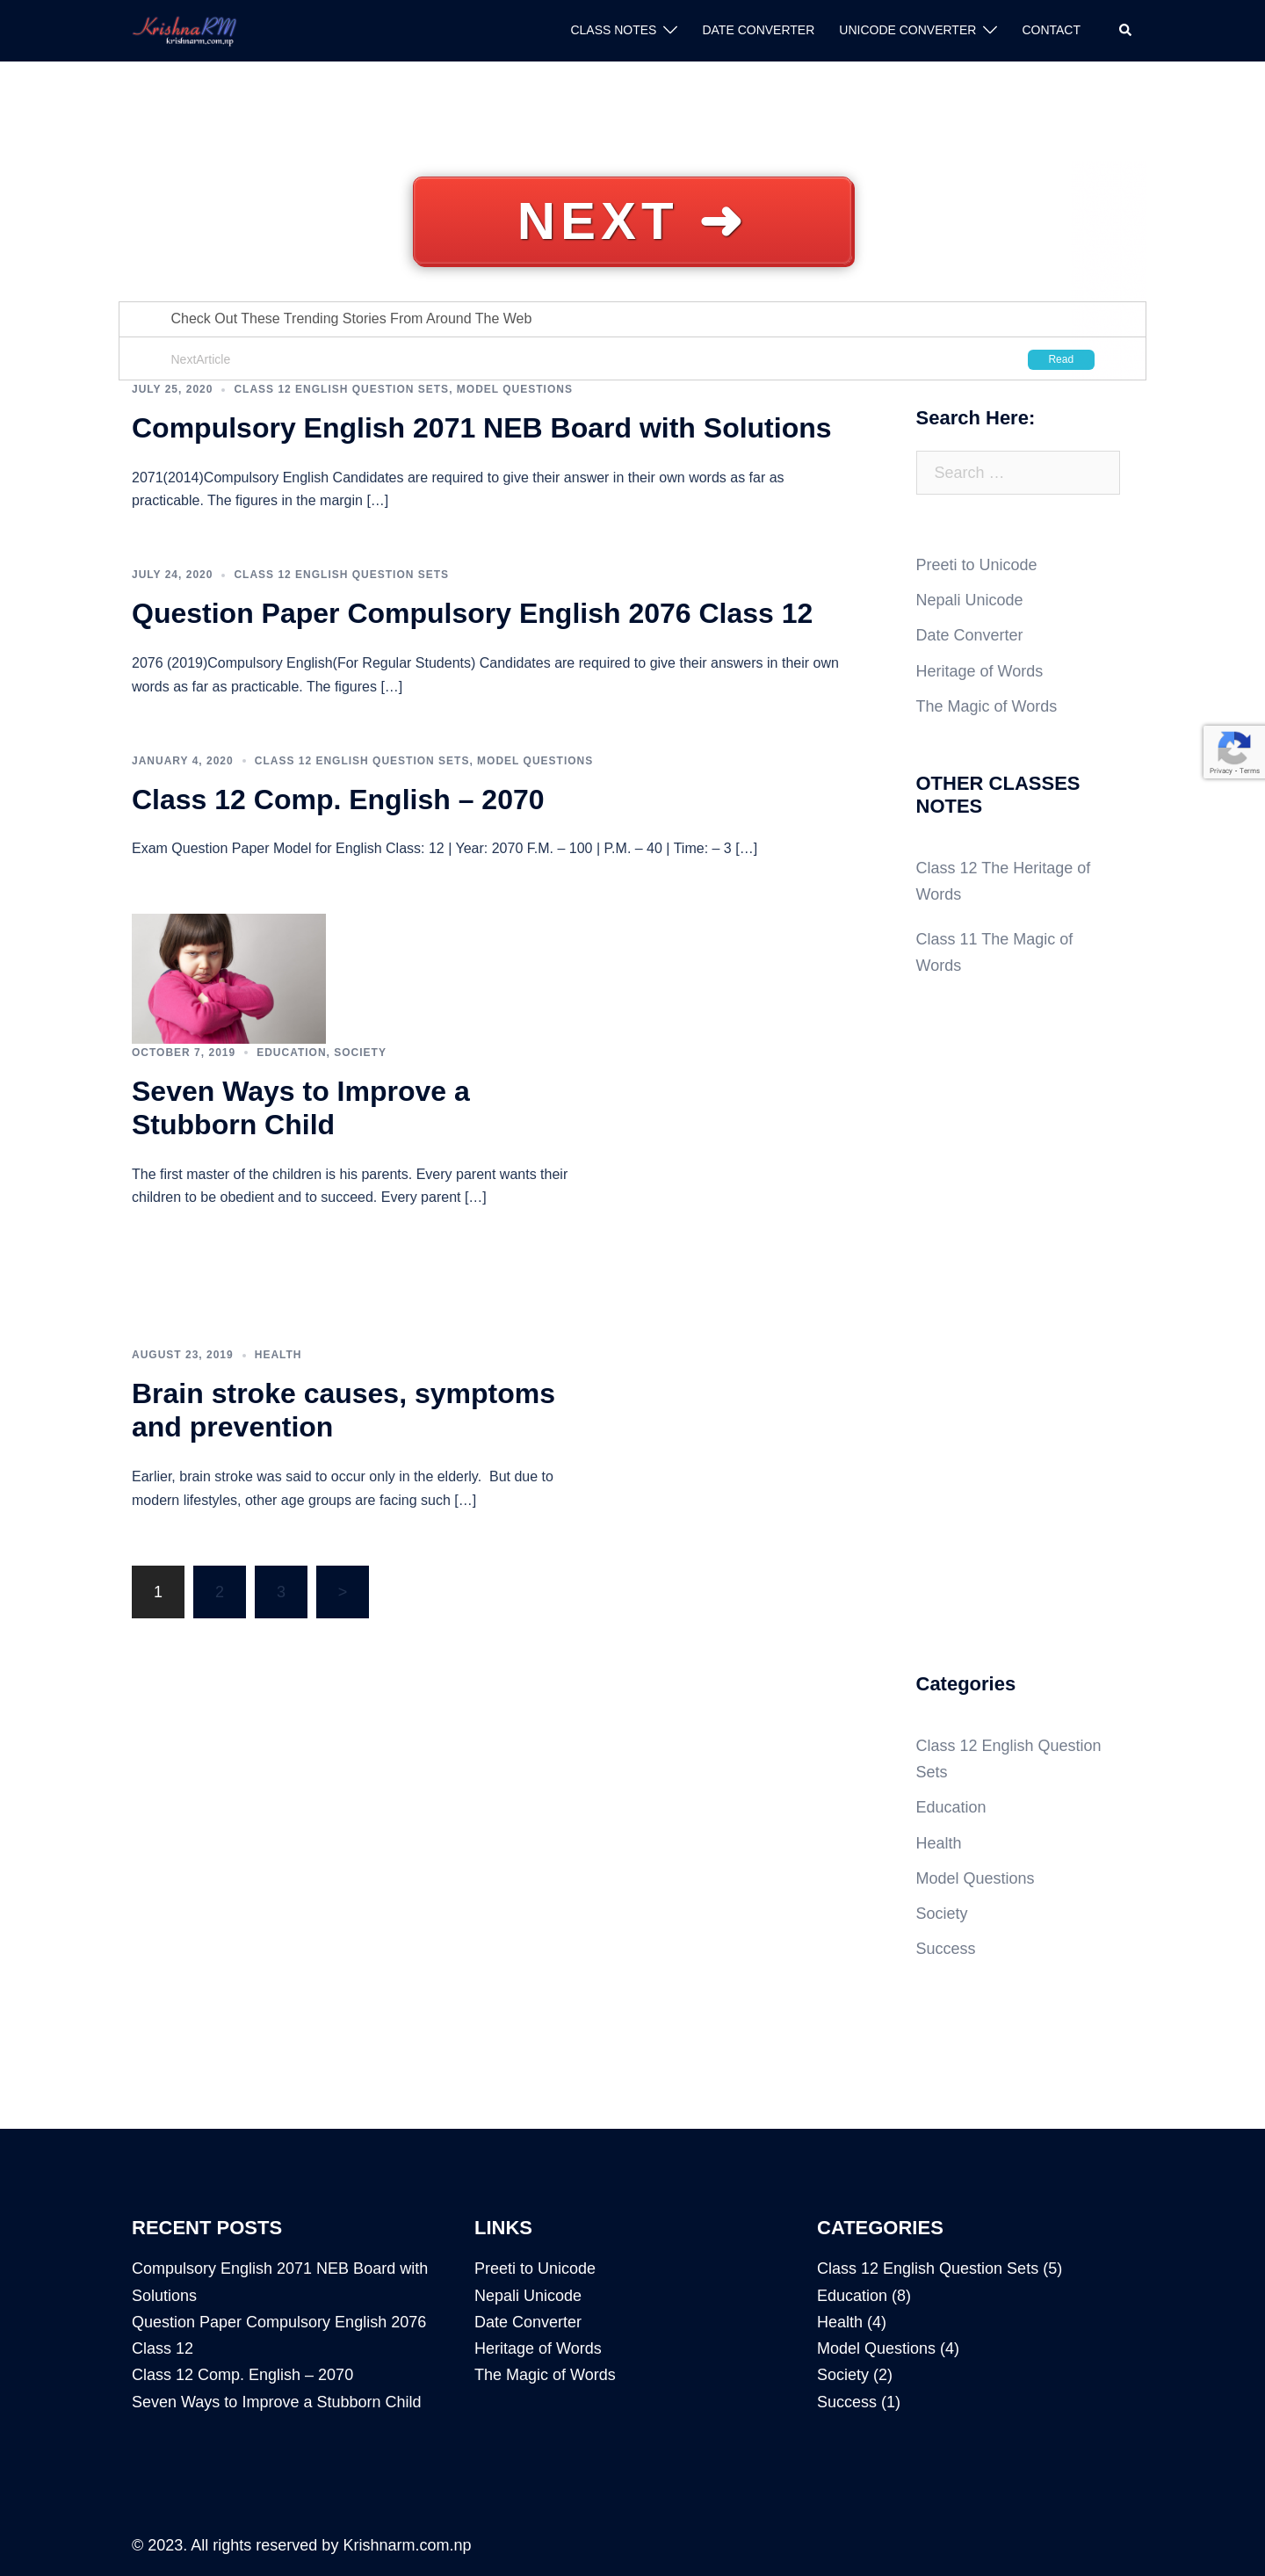 KrishnaRM
krishnarm.com.np
CLASS NOTES
DATE CONVERTER
UNICODE CONVERTER
CONTACT
NEXT ➜
Check Out These Trending Stories From Around The Web
NextArticle
Read
JULY 25, 2020 • CLASS 12 ENGLISH QUESTION SETS, MODEL QUESTIONS
Compulsory English 2071 NEB Board with Solutions
2071(2014)Compulsory English Candidates are required to give their answer in their own words as far as
practicable. The figures in the margin […]
JULY 24, 2020 • CLASS 12 ENGLISH QUESTION SETS
Question Paper Compulsory English 2076 Class 12
2076 (2019)Compulsory English(For Regular Students) Candidates are required to give their answers in their own
words as far as practicable. The figures […]
JANUARY 4, 2020 • CLASS 12 ENGLISH QUESTION SETS, MODEL QUESTIONS
Class 12 Comp. English – 2070
Exam Question Paper Model for English Class: 12 | Year: 2070 F.M. – 100 | P.M. – 40 | Time: – 3 […]
OCTOBER 7, 2019 • EDUCATION, SOCIETY
Seven Ways to Improve a
Stubborn Child
The first master of the children is his parents. Every parent wants their
children to be obedient and to succeed. Every parent […]
AUGUST 23, 2019 • HEALTH
Brain stroke causes, symptoms
and prevention
Earlier, brain stroke was said to occur only in the elderly.  But due to
modern lifestyles, other age groups are facing such […]
1
2
3
>
Search Here:
Search …
Preeti to Unicode
Nepali Unicode
Date Converter
Heritage of Words
The Magic of Words
Privacy - Terms
OTHER CLASSES
NOTES
Class 12 The Heritage of
Words
Class 11 The Magic of
Words
Categories
Class 12 English Question
Sets
Education
Health
Model Questions
Society
Success
RECENT POSTS
Compulsory English 2071 NEB Board with
Solutions
Question Paper Compulsory English 2076
Class 12
Class 12 Comp. English – 2070
Seven Ways to Improve a Stubborn Child
LINKS
Preeti to Unicode
Nepali Unicode
Date Converter
Heritage of Words
The Magic of Words
CATEGORIES
Class 12 English Question Sets (5)
Education (8)
Health (4)
Model Questions (4)
Society (2)
Success (1)
© 2023. All rights reserved by Krishnarm.com.np